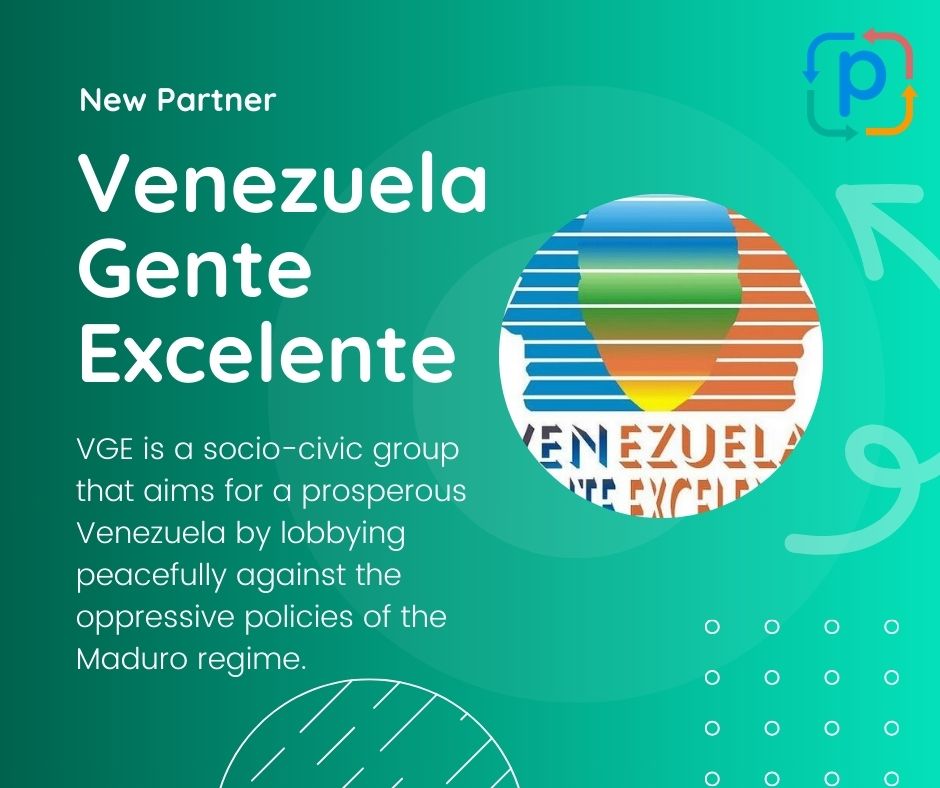 New Partner
Venezuela
Gente
Excelente
VGE is a socio-civic group
that aims for a prosperous
Venezuela by lobbying
peacefully against the
oppressive policies of the
Maduro regime.
p
VENEZUELA